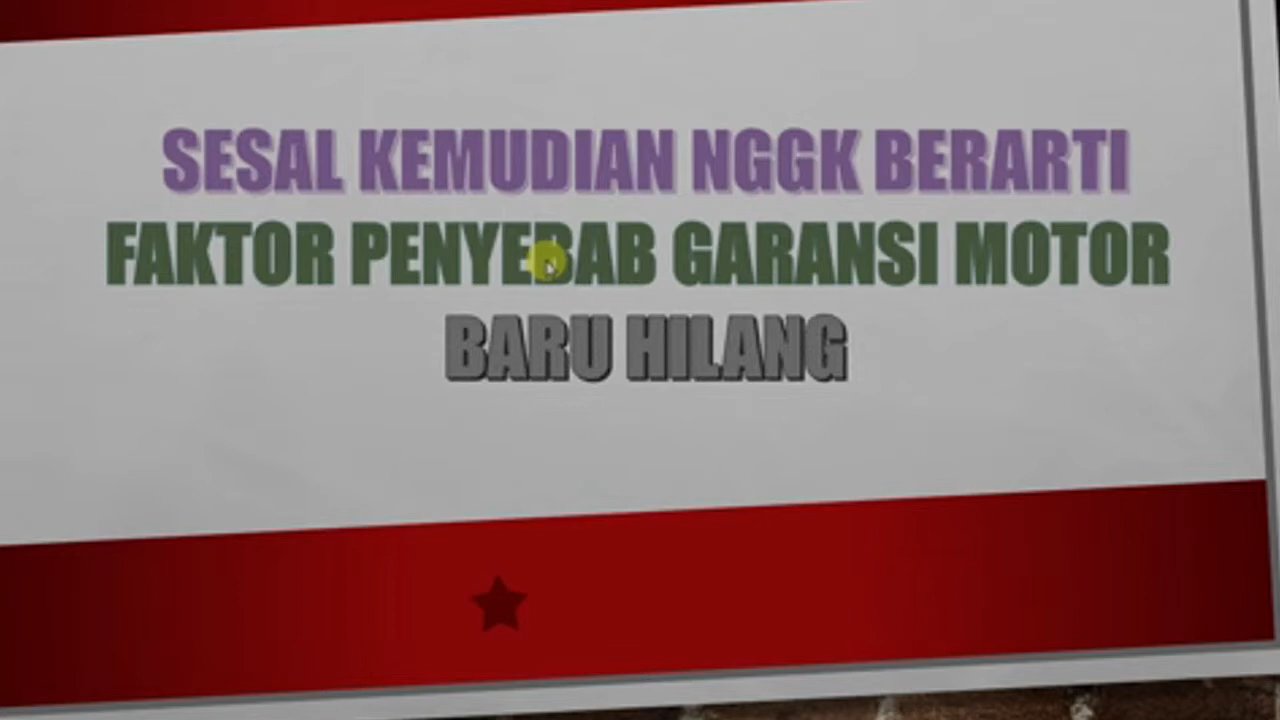 SESAL KEMUDIAN NGGK BERARTI
FAKTOR PENYEBAB GARANSI MOTOR
BARU HILANG